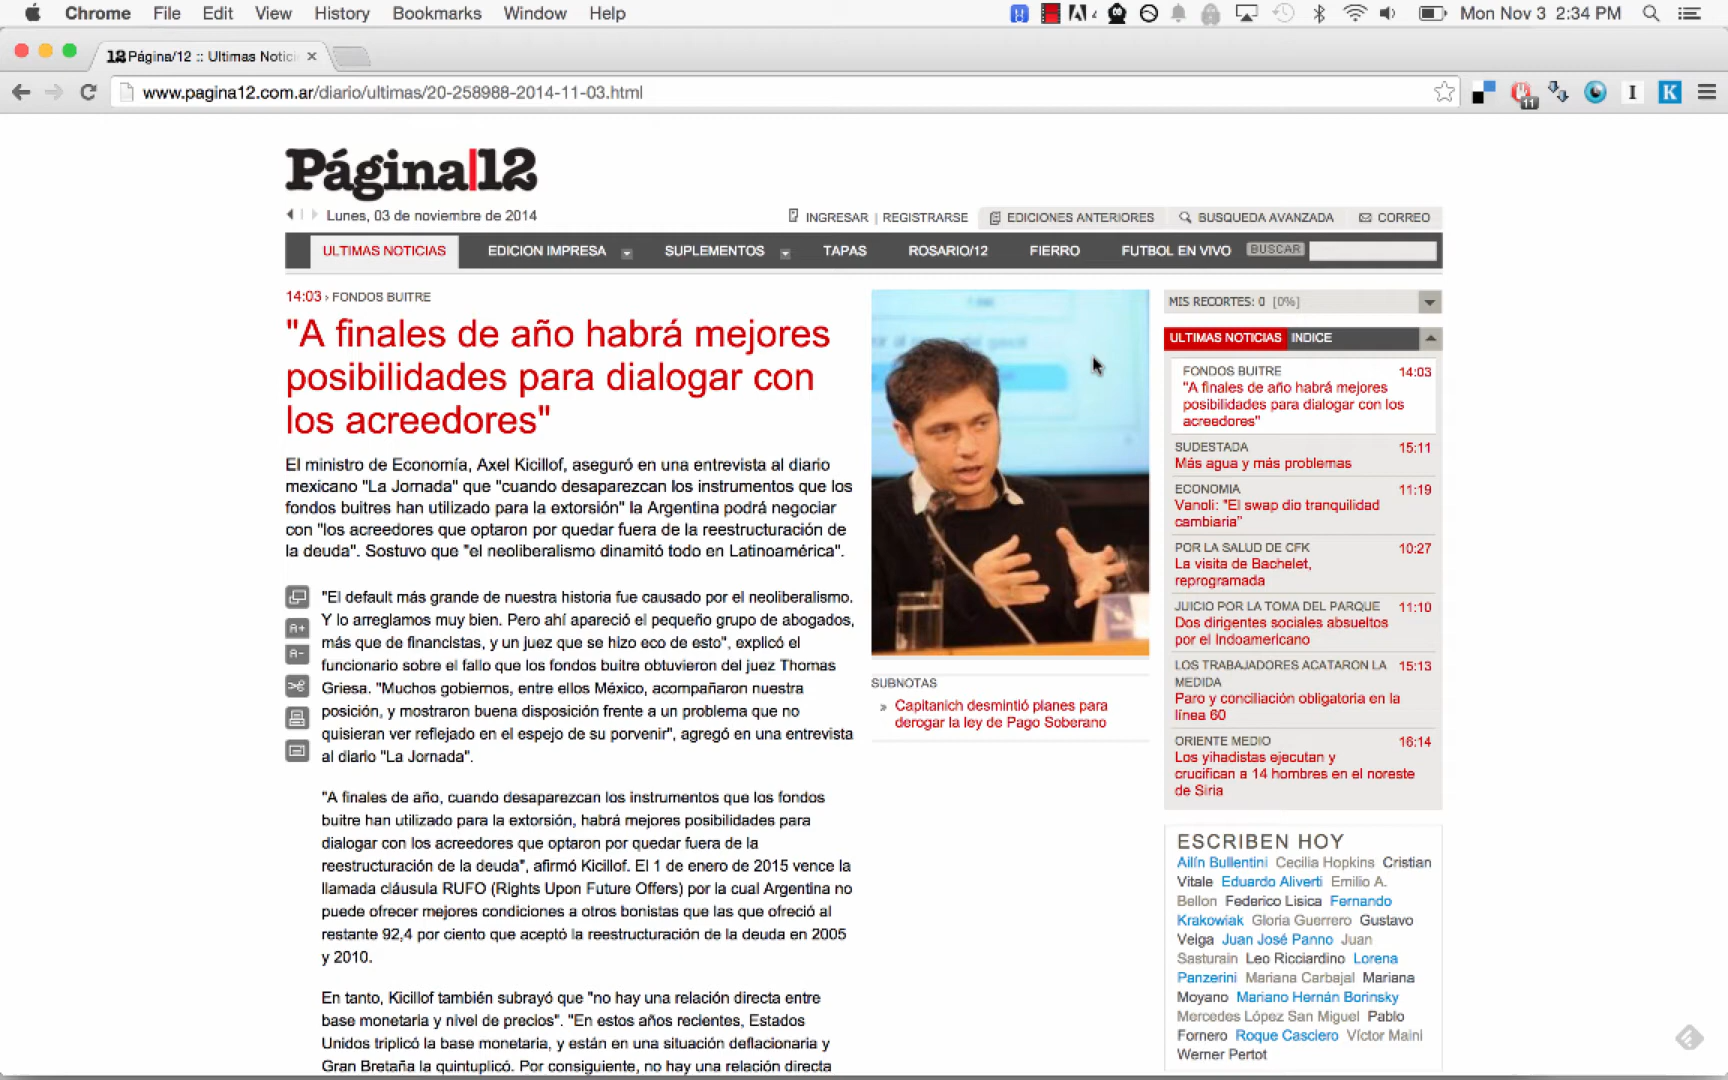 Chrome File Edit View History Bookmarks Window Help
Mon Nov 3 2:34 PM
12 Página/12 :: Ultimas Notici
www.pagina12.com.ar/diario/ultimas/20-258988-2014-11-03.html
11
I
K
Página|12
Lunes, 03 de noviembre de 2014
INGRESAR | REGISTRARSE
EDICIONES ANTERIORES
BUSQUEDA AVANZADA
CORREO
ULTIMAS NOTICIAS
EDICION IMPRESA
SUPLEMENTOS
TAPAS
ROSARIO/12
FIERRO
FUTBOL EN VIVO
BUSCAR
14:03 › FONDOS BUITRE
"A finales de año habrá mejores
posibilidades para dialogar con
los acreedores"
El ministro de Economía, Axel Kicillof, aseguró en una entrevista al diario
mexicano "La Jornada" que "cuando desaparezcan los instrumentos que los
fondos buitres han utilizado para la extorsión" la Argentina podrá negociar
con "los acreedores que optaron por quedar fuera de la reestructuración de
la deuda". Sostuvo que "el neoliberalismo dinamitó todo en Latinoamérica".
A+
A-
"El default más grande de nuestra historia fue causado por el neoliberalismo.
Y lo arreglamos muy bien. Pero ahí apareció el pequeño grupo de abogados,
más que de financistas, y un juez que se hizo eco de esto", explicó el
funcionario sobre el fallo que los fondos buitre obtuvieron del juez Thomas
Griesa. "Muchos gobiernos, entre ellos México, acompañaron nuestra
posición, y mostraron buena disposición frente a un problema que no
quisieran ver reflejado en el espejo de su porvenir", agregó en una entrevista
al diario "La Jornada".
"A finales de año, cuando desaparezcan los instrumentos que los fondos
buitre han utilizado para la extorsión, habrá mejores posibilidades para
dialogar con los acreedores que optaron por quedar fuera de la
reestructuración de la deuda", afirmó Kicillof. El 1 de enero de 2015 vence la
llamada cláusula RUFO (Rights Upon Future Offers) por la cual Argentina no
puede ofrecer mejores condiciones a otros bonistas que las que ofreció al
restante 92,4 por ciento que aceptó la reestructuración de la deuda en 2005
y 2010.
En tanto, Kicillof también subrayó que "no hay una relación directa entre
base monetaria y nivel de precios". "En estos años recientes, Estados
Unidos triplicó la base monetaria, y están en una situación deflacionaria y
Gran Bretaña la quintuplicó. Por consiguiente, no hay una relación directa
SUBNOTAS
» Capitanich desmintió planes para
derogar la ley de Pago Soberano
MIS RECORTES: 0 [0%]
ULTIMAS NOTICIAS INDICE
FONDOS BUITRE 14:03
"A finales de año habrá mejores
posibilidades para dialogar con los
acreedores"
SUDESTADA 15:11
Más agua y más problemas
ECONOMIA 11:19
Vanoli: "El swap dio tranquilidad
cambiaria"
POR LA SALUD DE CFK 10:27
La visita de Bachelet,
reprogramada
JUICIO POR LA TOMA DEL PARQUE 11:10
Dos dirigentes sociales absueltos
por el Indoamericano
LOS TRABAJADORES ACATARON LA 15:13
MEDIDA
Paro y conciliación obligatoria en la
línea 60
ORIENTE MEDIO 16:14
Los yihadistas ejecutan y
crucifican a 14 hombres en el noreste
de Siria
ESCRIBEN HOY
Ailín Bullentini Cecilia Hopkins Cristian
Vitale Eduardo Aliverti Emilio A.
Bellon Federico Lisica Fernando
Krakowiak Gloria Guerrero Gustavo
Veiga Juan José Panno Juan
Sasturain Leo Ricciardino Lorena
Panzerini Mariana Carbajal Mariana
Moyano Mariano Hernán Borinsky
Mercedes López San Miguel Pablo
Fornero Roque Casciero Víctor Maini
Werner Pertot